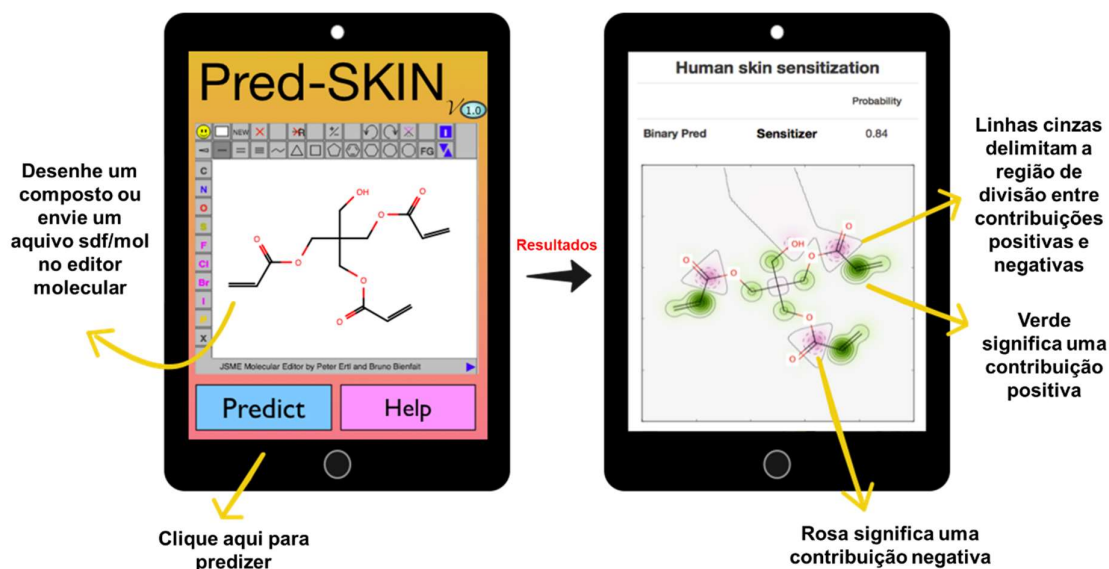 Pred-SKIN
v 1.0
NEW
+R
+/-
i
FG
C
N
O
S
F
Cl
Br
I
P
X
OH
O
O
O
O
O
O
JSME Molecular Editor by Peter Ertl and Bruno Bienfait
Predict
Help
Desenhe um
composto ou
envie um
aquivo sdf/mol
no editor
molecular
Clique aqui para
predizer
Resultados
Human skin sensitization
Probability
Binary Pred Sensitizer 0.84
O
OH
O
O
O
O
O
Linhas cinzas
delimitam a
região de
divisão entre
contribuições
positivas e
negativas
Verde
significa uma
contribuição
positiva
Rosa significa uma
contribuição negativa